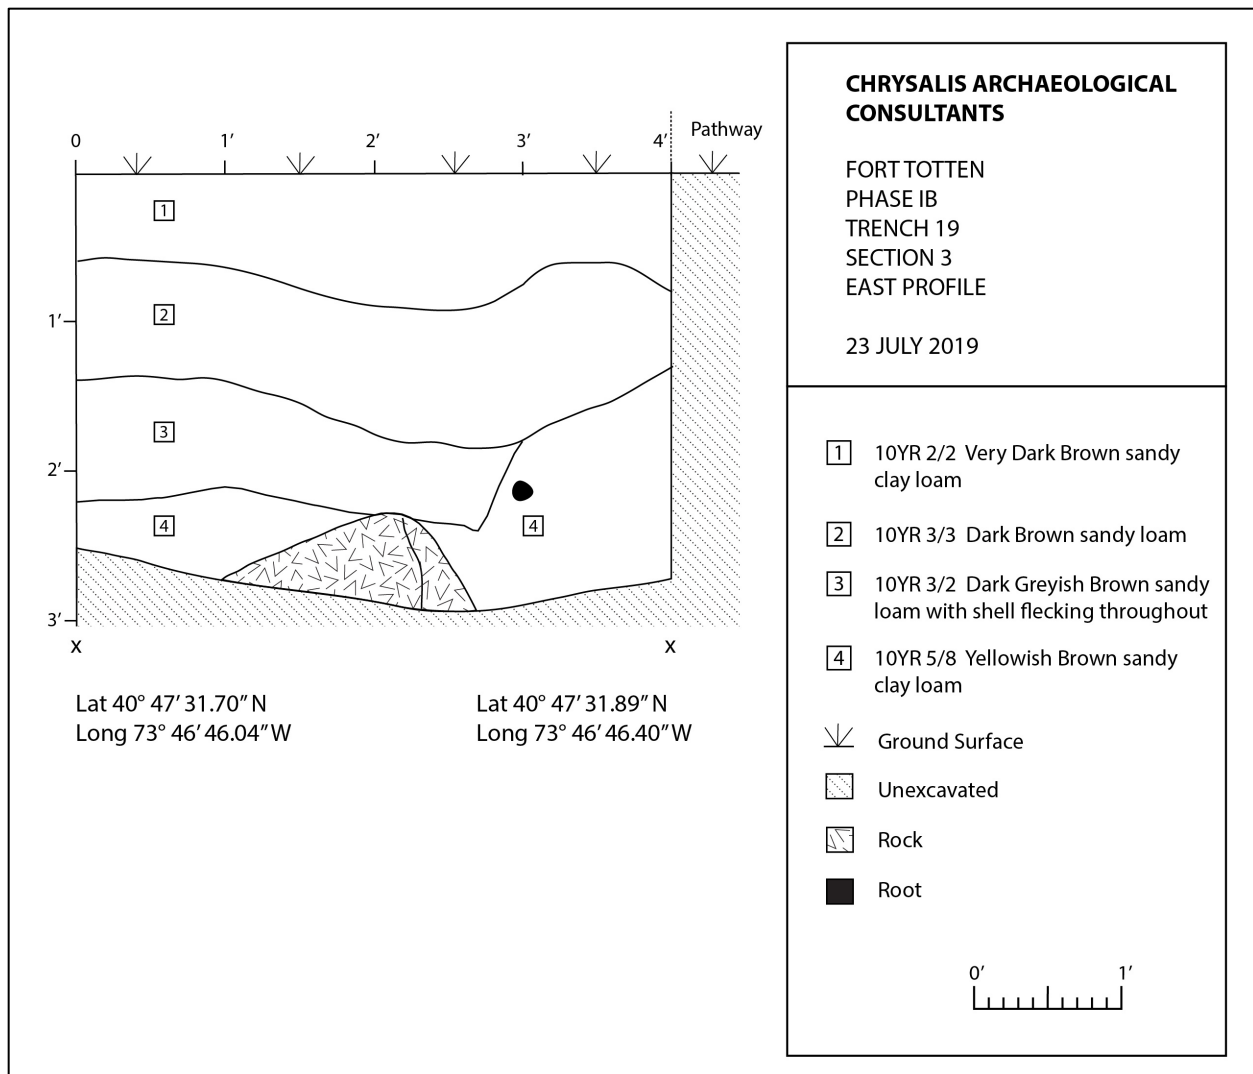 0 1′ 2′ 3′ 4′ Pathway
1
2
3
4 4
1′
2′
3′
x x
Lat 40° 47′ 31.70″ N
Long 73° 46′ 46.04″ W
Lat 40° 47′ 31.89″ N
Long 73° 46′ 46.40″ W
CHRYSALIS ARCHAEOLOGICAL
CONSULTANTS
FORT TOTTEN
PHASE IB
TRENCH 19
SECTION 3
EAST PROFILE
23 JULY 2019
1 10YR 2/2 Very Dark Brown sandy
clay loam
2 10YR 3/3 Dark Brown sandy loam
3 10YR 3/2 Dark Greyish Brown sandy
loam with shell flecking throughout
4 10YR 5/8 Yellowish Brown sandy
clay loam
Ground Surface
Unexcavated
Rock
Root
0′ 1′